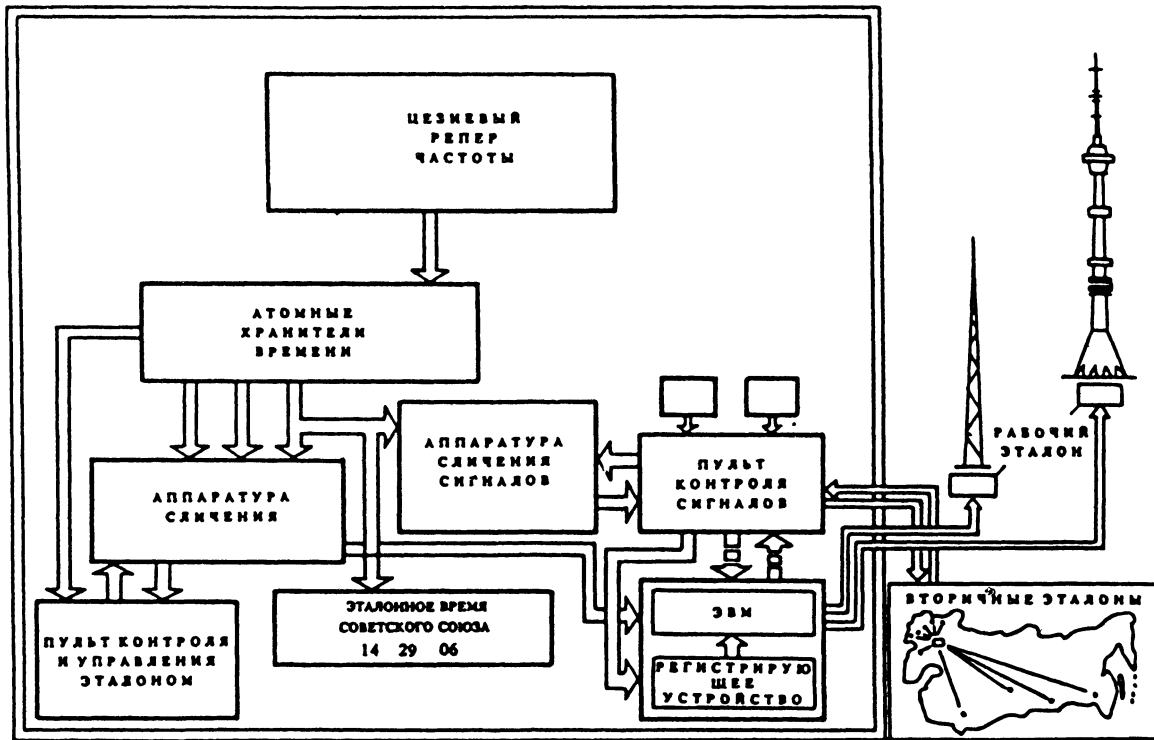 ЦЕЗИЕВЫЙ
РЕПЕР
ЧАСТОТЫ
АТОМНЫЕ
ХРАНИТЕЛИ
ВРЕМЕНИ
АППАРАТУРА
СЛИЧЕНИЯ
СИГНАЛОВ
ПУЛЬТ
КОНТРОЛЯ
СИГНАЛОВ
РАБОЧИЙ
ЭТАЛОН
АППАРАТУРА
СЛИЧЕНИЯ
ПУЛЬТ КОНТРОЛЯ
И УПРАВЛЕНИЯ
ЭТАЛОНОМ
ЭТАЛОННОЕ ВРЕМЯ
СОВЕТСКОГО СОЮЗА
14 29 06
ЭВМ
РЕГИСТРИРУЮ
ЩЕЕ
УСТРОЙСТВО
ВТОРИЧНЫЕ ЭТАЛОНЫ